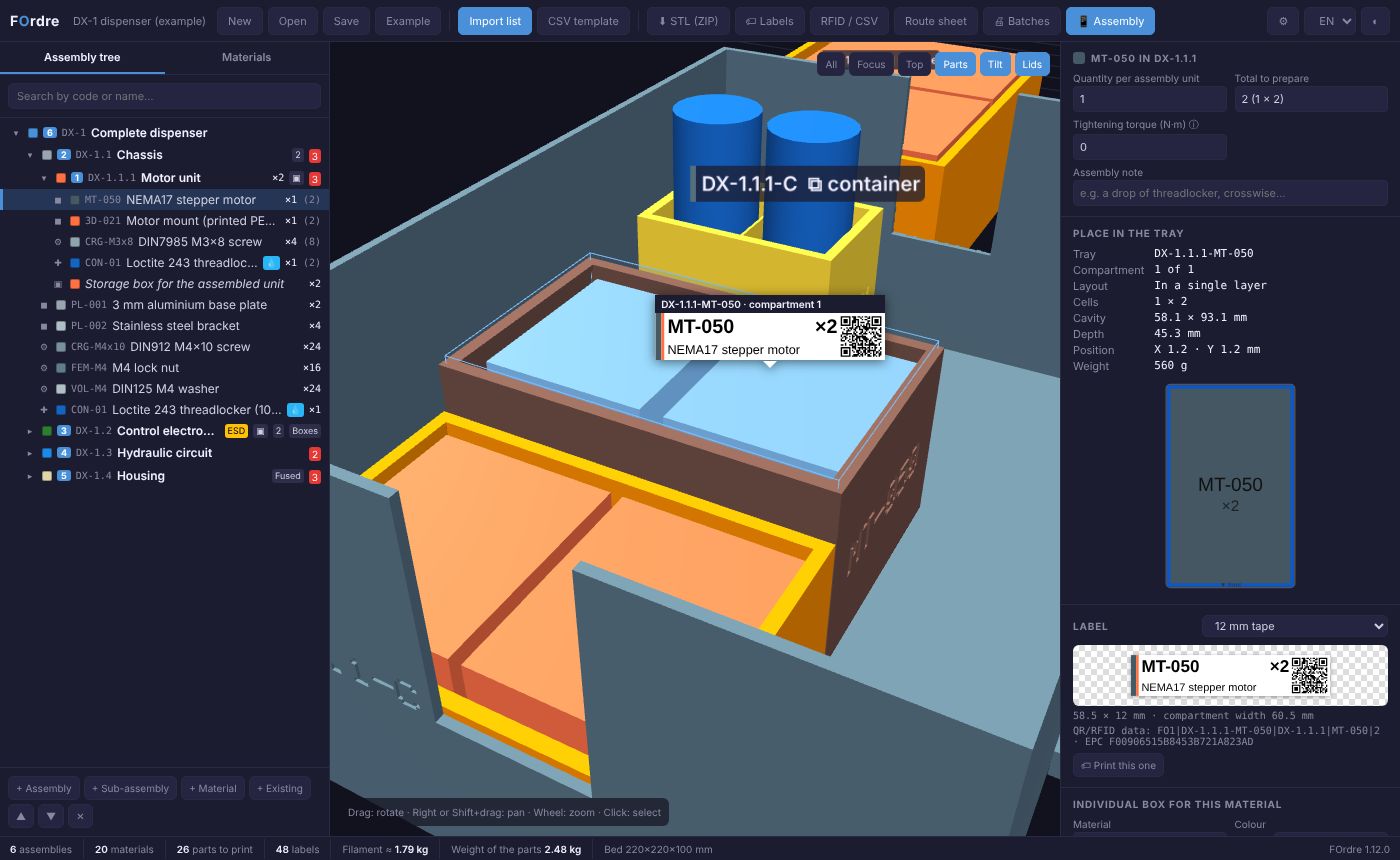 FOrdre DX-1 dispenser (example) New Open Save Example Import list CSV template ⬇ STL (ZIP) Labels RFID / CSV Route sheet Batches Assembly EN
Assembly tree Materials
Search by code or name...
6 DX-1 Complete dispenser
2 DX-1.1 Chassis 2 3
1 DX-1.1.1 Motor unit ×2 3
MT-050 NEMA17 stepper motor ×1 (2)
3D-021 Motor mount (printed PE... ×1 (2)
CRG-M3x8 DIN7985 M3×8 screw ×4 (8)
CON-01 Loctite 243 threadloc... ×1 (2)
Storage box for the assembled unit ×2
PL-001 3 mm aluminium base plate ×2
PL-002 Stainless steel bracket ×4
CRG-M4x10 DIN912 M4×10 screw ×24
FEM-M4 M4 lock nut ×16
VOL-M4 DIN125 M4 washer ×24
CON-01 Loctite 243 threadlocker (10... ×1
3 DX-1.2 Control electro... ESD 2 Boxes
4 DX-1.3 Hydraulic circuit 2
5 DX-1.4 Housing Fused 3
+ Assembly + Sub-assembly + Material + Existing
All Focus Top Parts Tilt Lids
DX-1.1.1-C container
DX-1.1.1-MT-050 · compartment 1
MT-050 ×2
NEMA17 stepper motor
MT-050
Drag: rotate · Right or Shift+drag: pan · Wheel: zoom · Click: select
MT-050 IN DX-1.1.1
Quantity per assembly unit Total to prepare
1 2 (1 × 2)
Tightening torque (N·m) ⓘ
0
Assembly note
e.g. a drop of threadlocker, crosswise...
PLACE IN THE TRAY
Tray DX-1.1.1-MT-050
Compartment 1 of 1
Layout In a single layer
Cells 1 × 2
Cavity 58.1 × 93.1 mm
Depth 45.3 mm
Position X 1.2 · Y 1.2 mm
Weight 560 g
MT-050
×2
LABEL 12 mm tape
MT-050 ×2
NEMA17 stepper motor
58.5 × 12 mm · compartment width 60.5 mm
QR/RFID data: FO1|DX-1.1.1-MT-050|DX-1.1.1|MT-050|2
· EPC F00906515B8453B721A823AD
Print this one
INDIVIDUAL BOX FOR THIS MATERIAL
Material Colour
6 assemblies 20 materials 26 parts to print 48 labels Filament ≈ 1.79 kg Weight of the parts 2.48 kg Bed 220×220×100 mm FOrdre 1.12.0